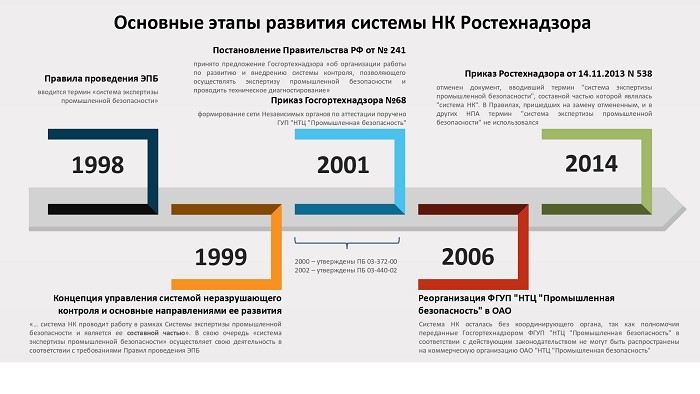 Основные этапы развития системы НК Ростехнадзора
Правила проведения ЭПБ
вводится термин «система экспертизы
промышленной безопасности»
1998
Концепция управления системой неразрушающего
контроля и основные направлениями ее развития
«... система НК проводит работу в рамках Системы экспертизы промышленной
безопасности и является ее составной частью». В свою очередь «система
экспертизы промышленной безопасности» осуществляет свою деятельность в
соответствии с требованиями Правил проведения ЭПБ
1999
Постановление Правительства РФ от № 241
принято предложение Госгортехнадзора «об организации работы
по развитию и внедрению системы контроля, позволяющего
осуществлять экспертизу промышленной безопасности и
проводить техническое диагностирование»
Приказ Госгортехнадзора №68
формирование сети Независимых органов по аттестации поручено
ГУП "НТЦ "Промышленная безопасность"
2001
2000 – утверждены ПБ 03-372-00
2002 – утверждены ПБ 03-440-02
2006
Реорганизация ФГУП "НТЦ "Промышленная
безопасность" в ОАО
Система НК осталась без координирующего органа, так как полномочия
переданные Госгортехнадзором ФГУП "НТЦ "Промышленная безопасность" в
соответствии с действующим законодательством не могут быть распространены
на коммерческую организацию ОАО "НТЦ "Промышленная безопасность"
Приказ Ростехнадзора от 14.11.2013 N 538
отменен документ, вводивший термин "система экспертизы
промышленной безопасности", составной частью которой являлась
"система НК". В Правилах, пришедших на замену отмененным, и в
других НПА термин "система экспертизы промышленной
безопасности" не использовался
2014